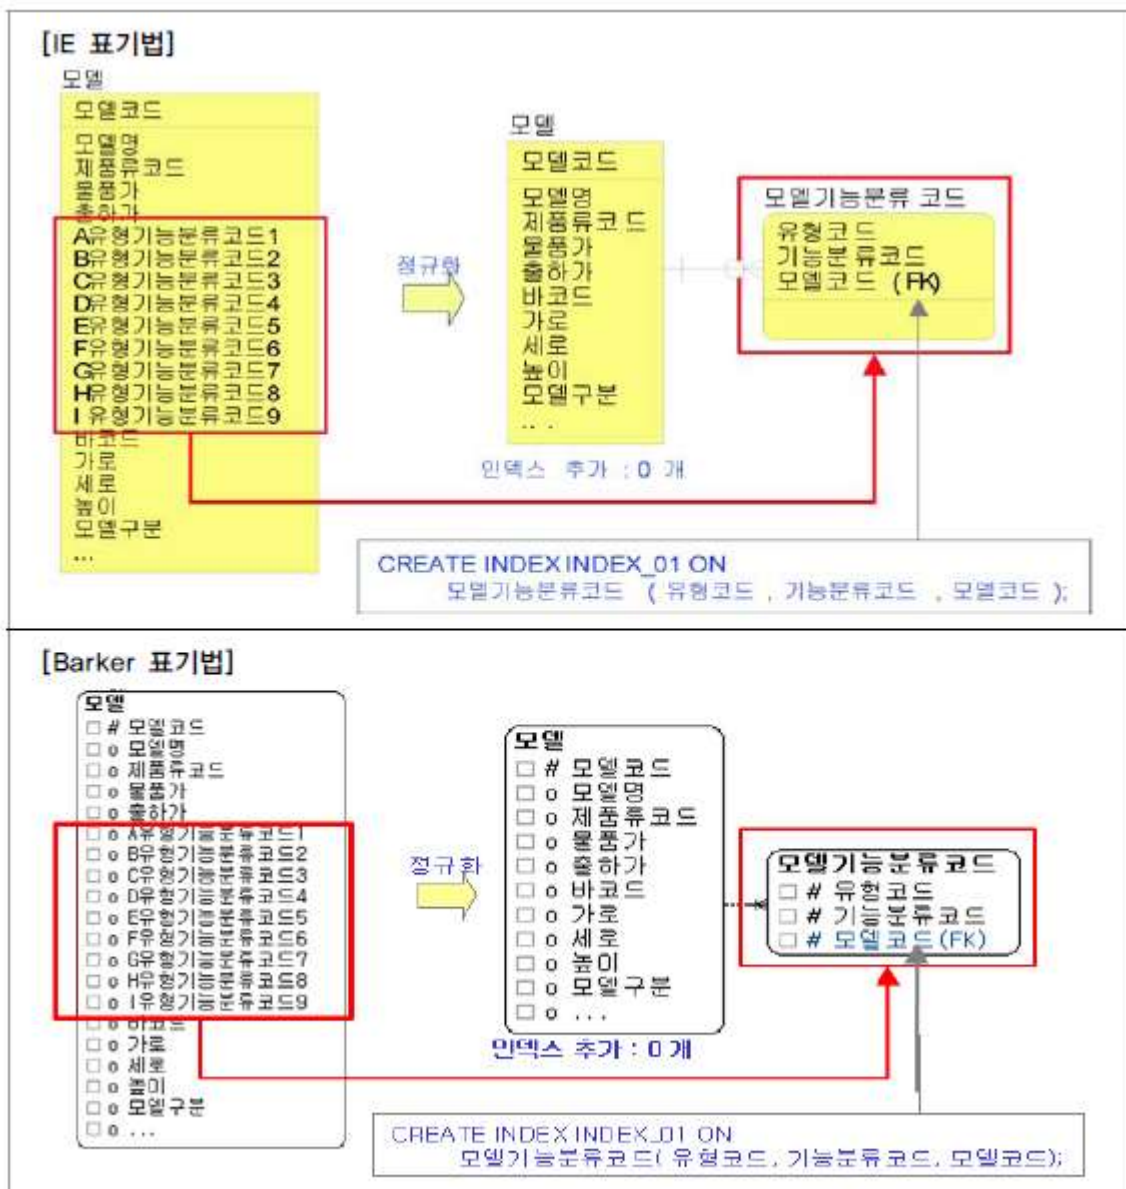 [IE 표기법]
모델
모델코드
모델명
제품류코드
물품가
출하가
A유형기능분류코드1
B유형기능분류코드2
C유형기능분류코드3
D유형기능분류코드4
E유형기능분류코드5
F유형기능분류코드6
G유형기능분류코드7
H유형기능분류코드8
I 유형기능분류코드9
바코드
가로
세로
높이
모델구분
...
정규화
모델
모델코드
모델명
제품류코드
물품가
출하가
바코드
가로
세로
높이
모델구분
...
모델기능분류 코드
유형코드
기능분류코드
모델코드 (FK)
인덱스 추가 : 0 개
CREATE INDEX INDEX_01 ON
모델기능분류코드 ( 유형코드 , 기능분류코드 , 모델코드 );
[Barker 표기법]
모델
# 모델코드
o 모델명
o 제품류코드
o 물품가
o 출하가
o A유형기능분류코드1
o B유형기능분류코드2
o C유형기능분류코드3
o D유형기능분류코드4
o E유형기능분류코드5
o F유형기능분류코드6
o G유형기능분류코드7
o H유형기능분류코드8
o I유형기능분류코드9
o 바코드
o 가로
o 세로
o 높이
o 모델구분
o ...
정규화
모델
# 모델코드
o 모델명
o 제품류코드
o 물품가
o 출하가
o 바코드
o 가로
o 세로
o 높이
o 모델구분
o ...
모델기능분류코드
# 유형코드
# 기능분류코드
# 모델코드(FK)
인덱스 추가 : 0 개
CREATE INDEX INDEX_01 ON
모델기능분류코드( 유형코드, 기능분류코드, 모델코드);